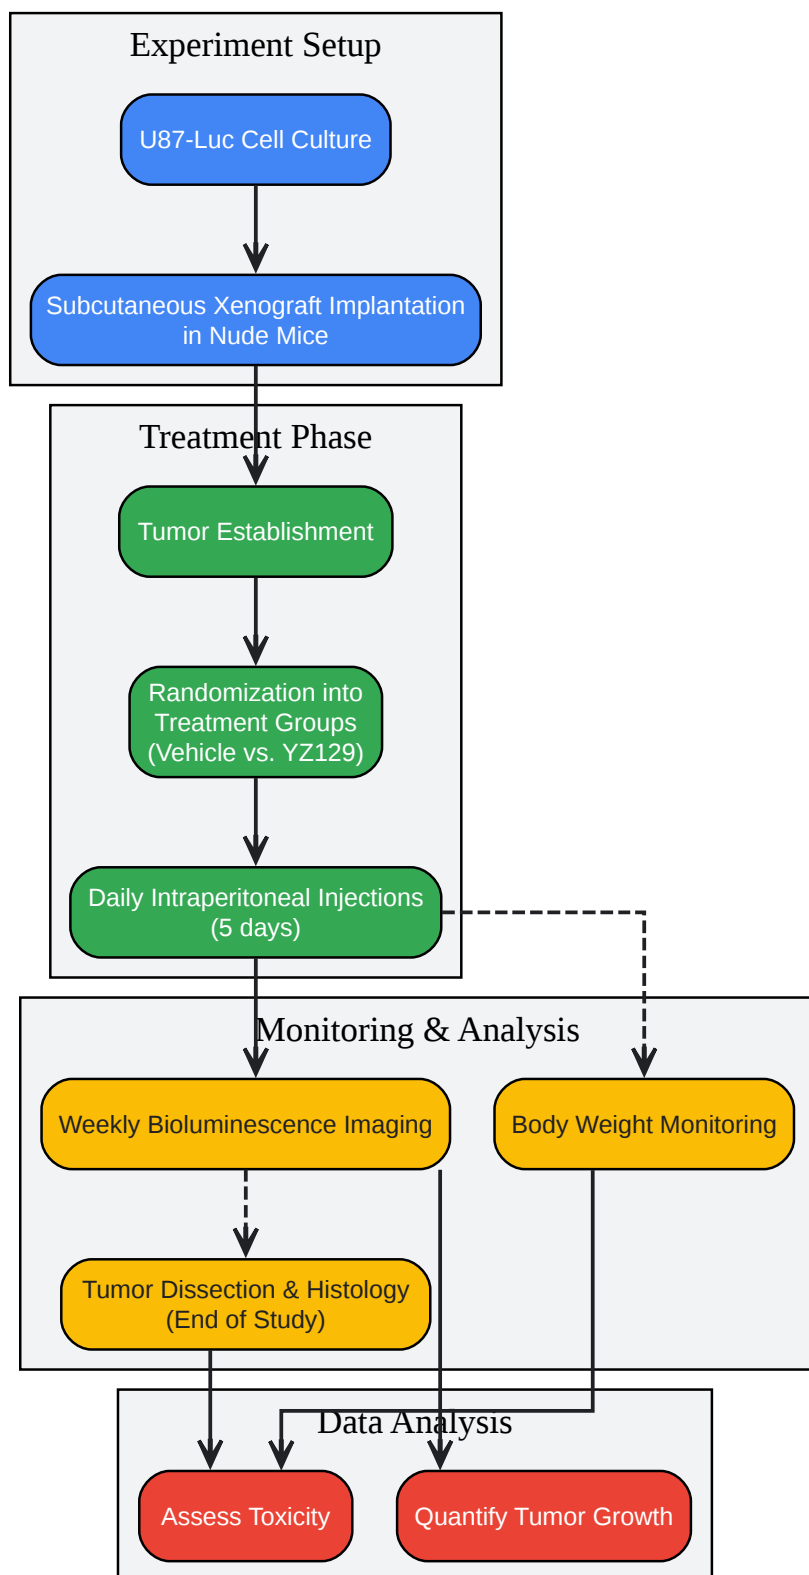 Experiment Setup
U87-Luc Cell Culture
Subcutaneous Xenograft Implantation
in Nude Mice
Treatment Phase
Tumor Establishment
Randomization into
Treatment Groups
(Vehicle vs. YZ129)
Daily Intraperitoneal Injections
(5 days)
Monitoring & Analysis
Weekly Bioluminescence Imaging
Body Weight Monitoring
Tumor Dissection & Histology
(End of Study)
Data Analysis
Assess Toxicity
Quantify Tumor Growth